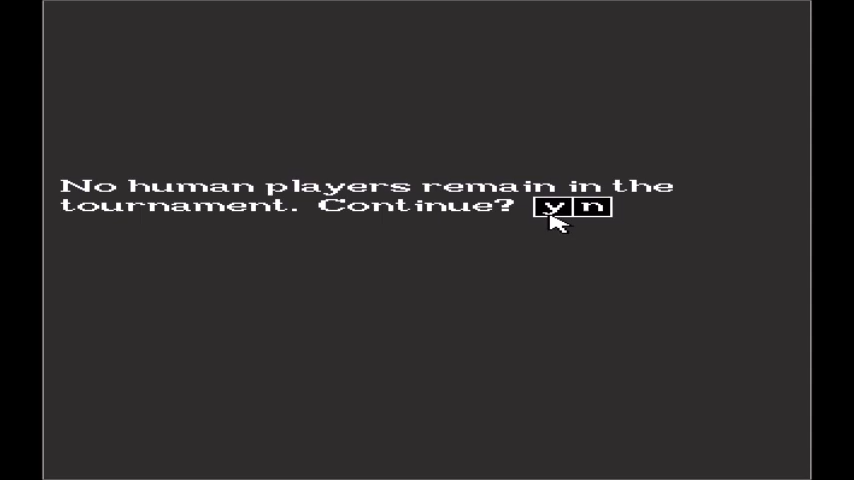 No human players remain in the
tournament. Continue? y n